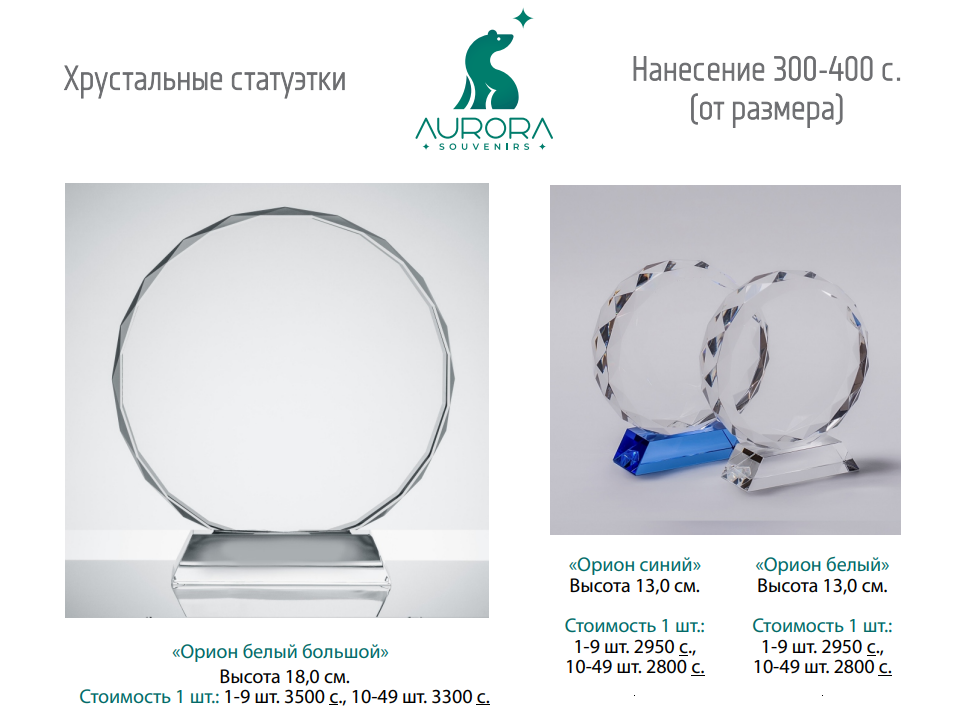 Хрустальные статуэтки
AURORA
SOUVENIRS
Нанесение 300-400 с.
(от размера)
«Орион белый большой»
Высота 18,0 см.
Стоимость 1 шт.: 1-9 шт. 3500 с., 10-49 шт. 3300 с.
«Орион синий»
Высота 13,0 см.
Стоимость 1 шт.:
1-9 шт. 2950 с.,
10-49 шт. 2800 с.
«Орион белый»
Высота 13,0 см.
Стоимость 1 шт.:
1-9 шт. 2950 с.,
10-49 шт. 2800 с.